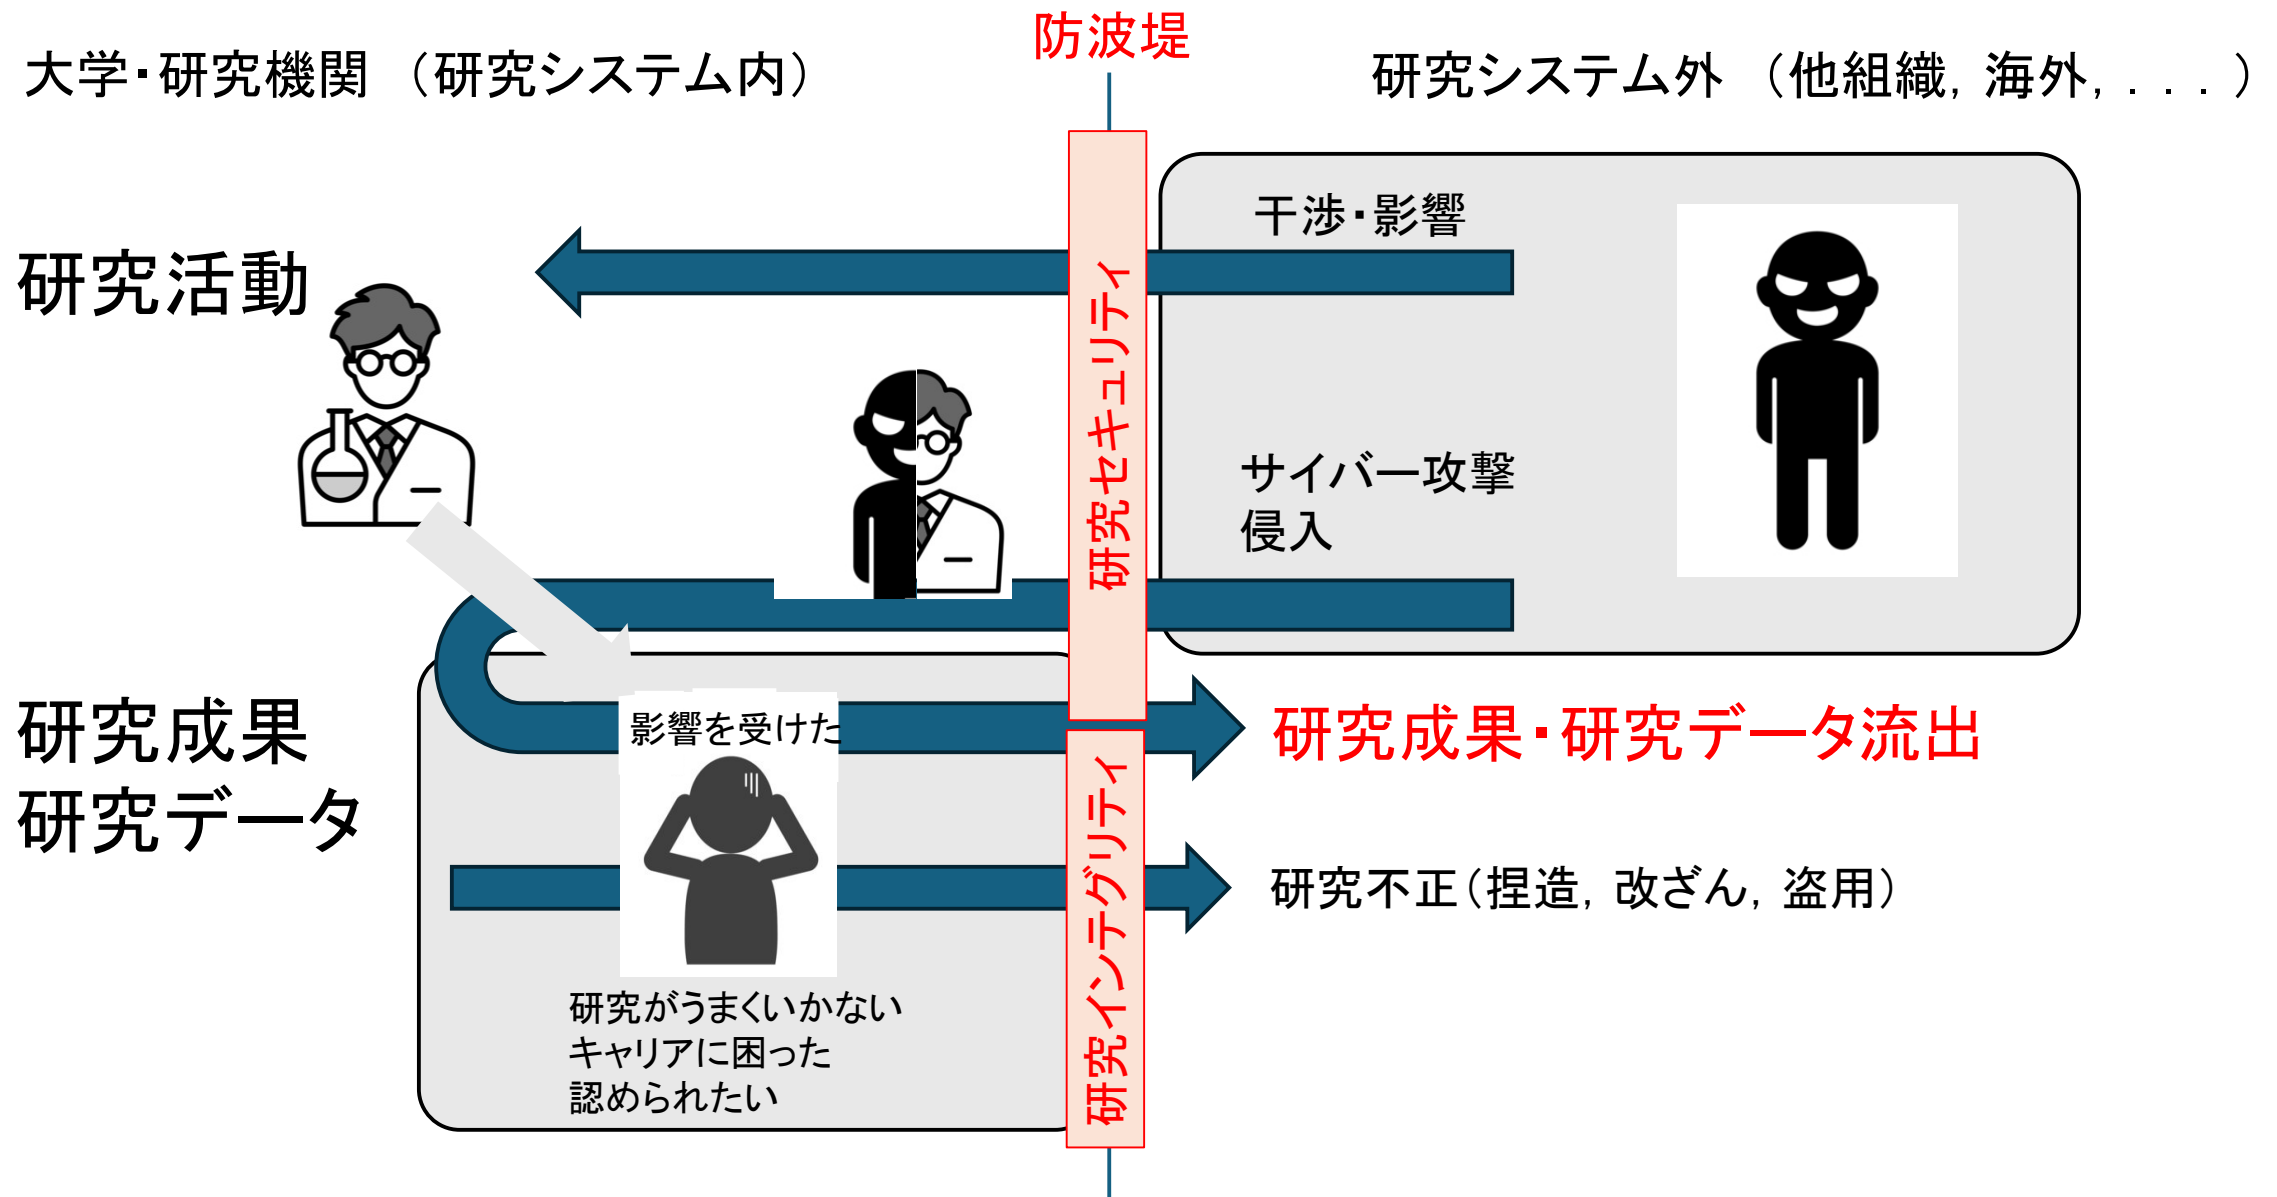 防波堤
大学・研究機関　（研究システム内）
研究システム外　（他組織，海外，．．．）
干渉・影響
研究活動
研究セキュリティ
サイバー攻撃
侵入
研究成果
研究データ
影響を受けた
研究成果・研究データ流出
研究インテグリティ
研究不正（捏造，改ざん，盗用）
研究がうまくいかない
キャリアに困った
認められたい